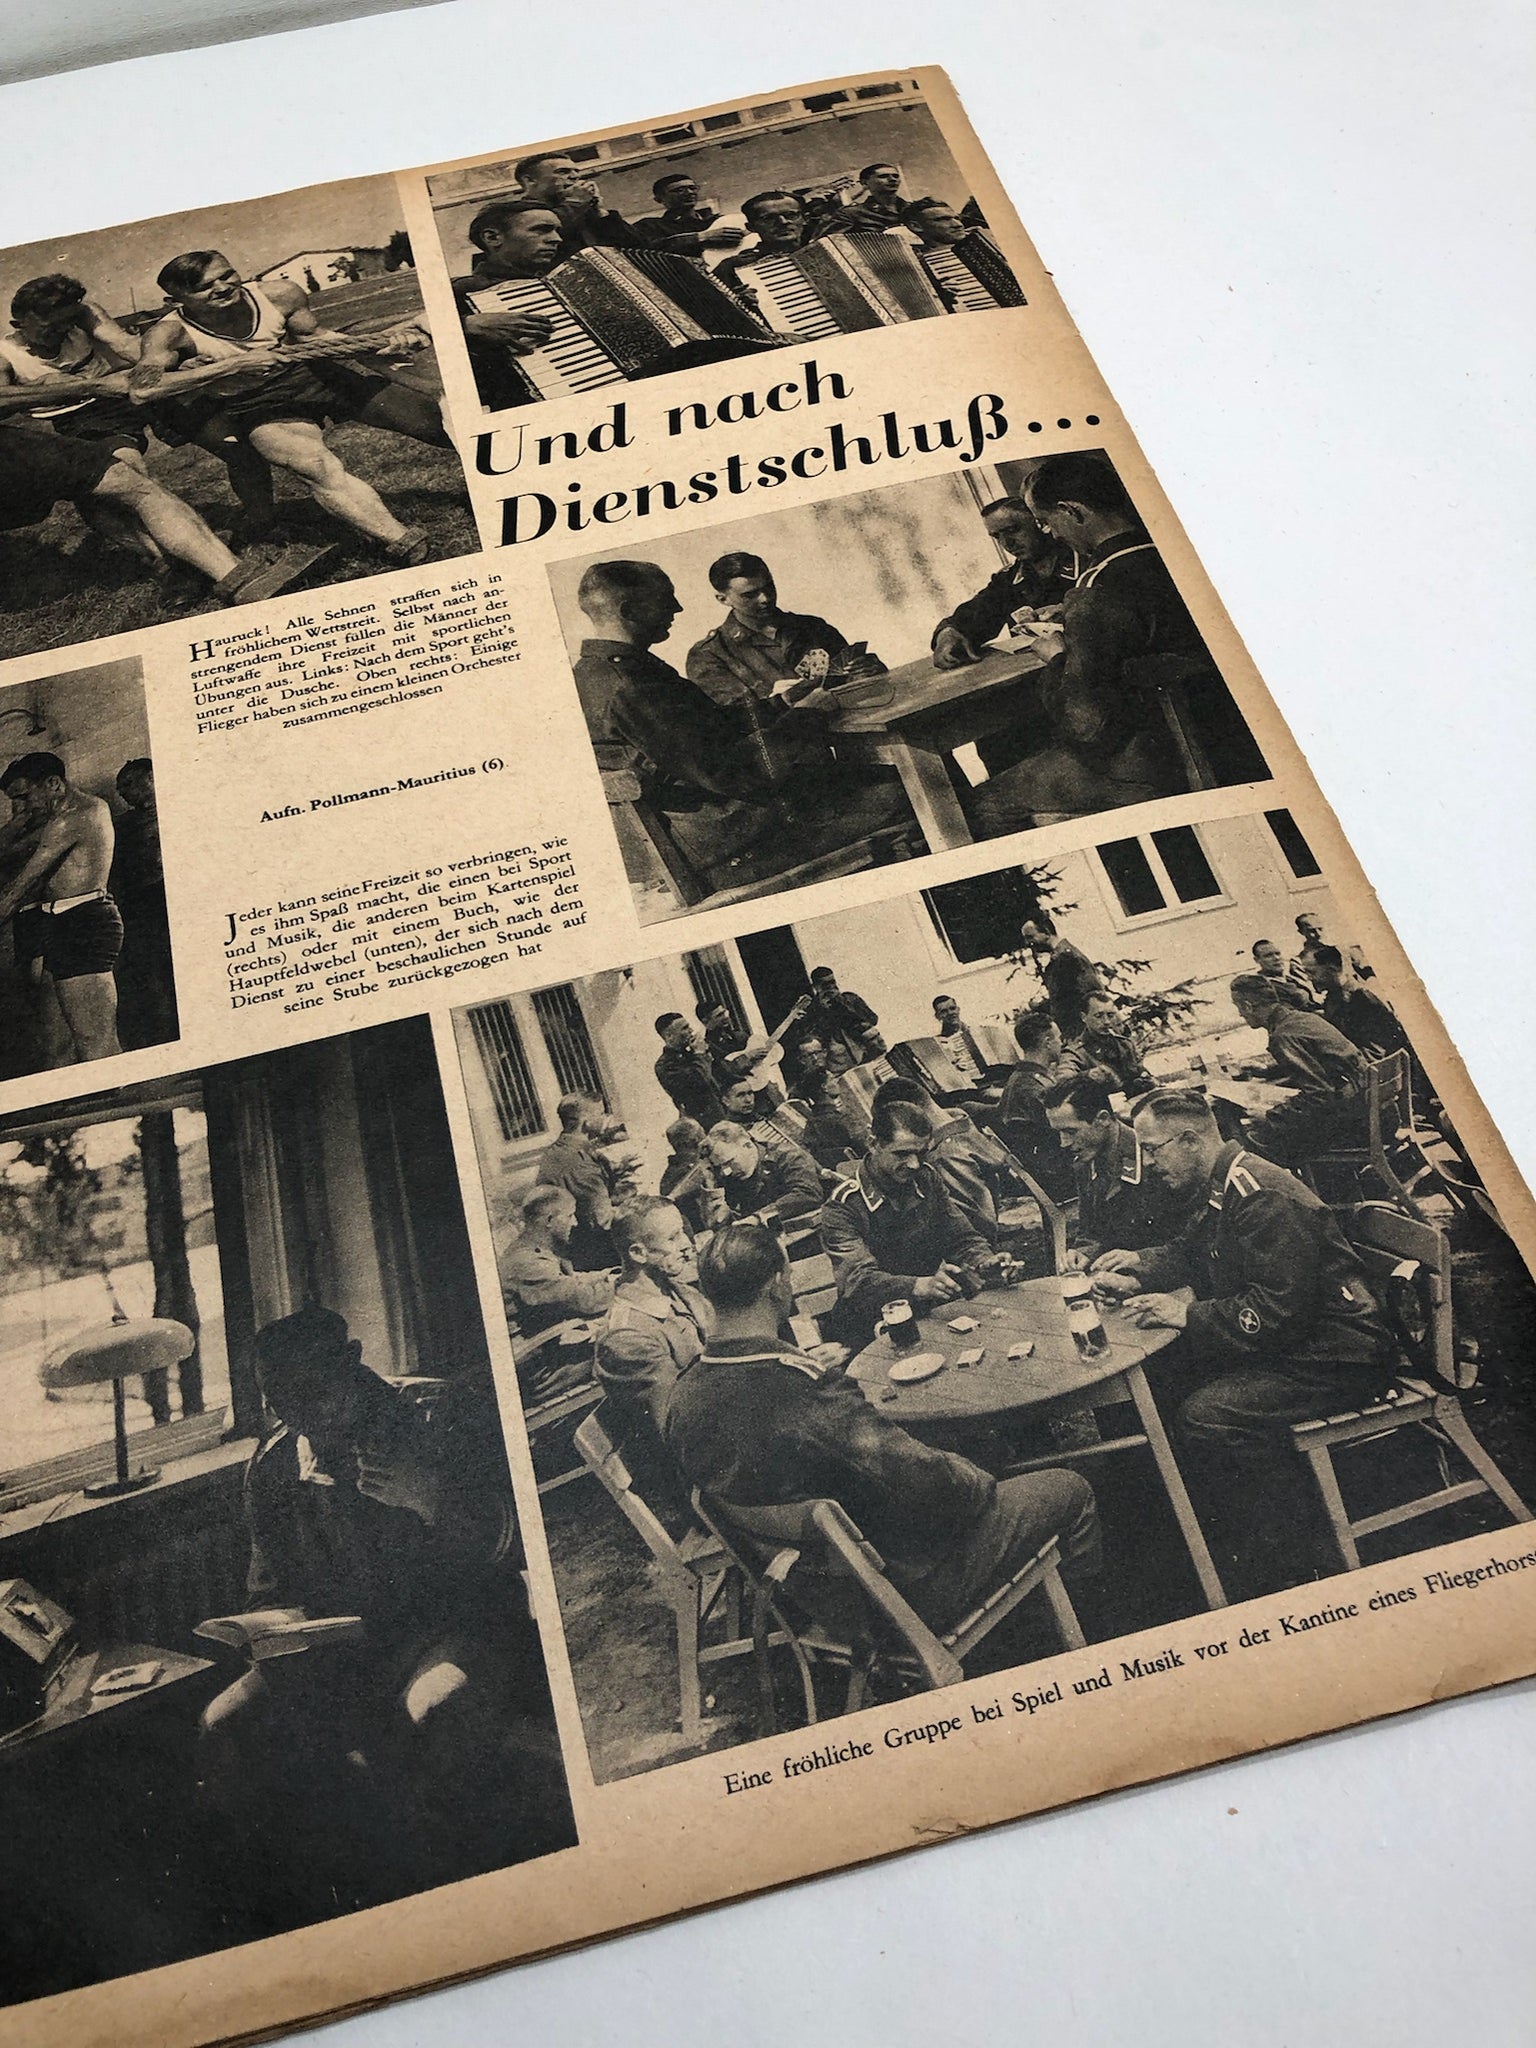 Und nach
Dienstschluß...
Hauruck! Alle Sehnen straffen sich in
fröhlichem Wettstreit. Selbst nach an-
strengendem Dienst füllen die Männer der
Luftwaffe ihre Freizeit mit sportlichen
Übungen aus. Links: Nach dem Sport geht's
unter die Dusche. Oben rechts: Einige
Flieger haben sich zu einem kleinen Orchester
zusammengeschlossen
Aufn. Pollmann-Mauritius (6)
Jeder kann seine Freizeit so verbringen, wie
es ihm Spaß macht, die einen bei Sport
und Musik, die anderen beim Kartenspiel
(rechts) oder mit einem Buch, wie der
Hauptfeldwebel (unten), der sich nach dem
Dienst zu einer beschaulichen Stunde auf
seine Stube zurückgezogen hat
Eine fröhliche Gruppe bei Spiel und Musik vor der Kantine eines Fliegerhors